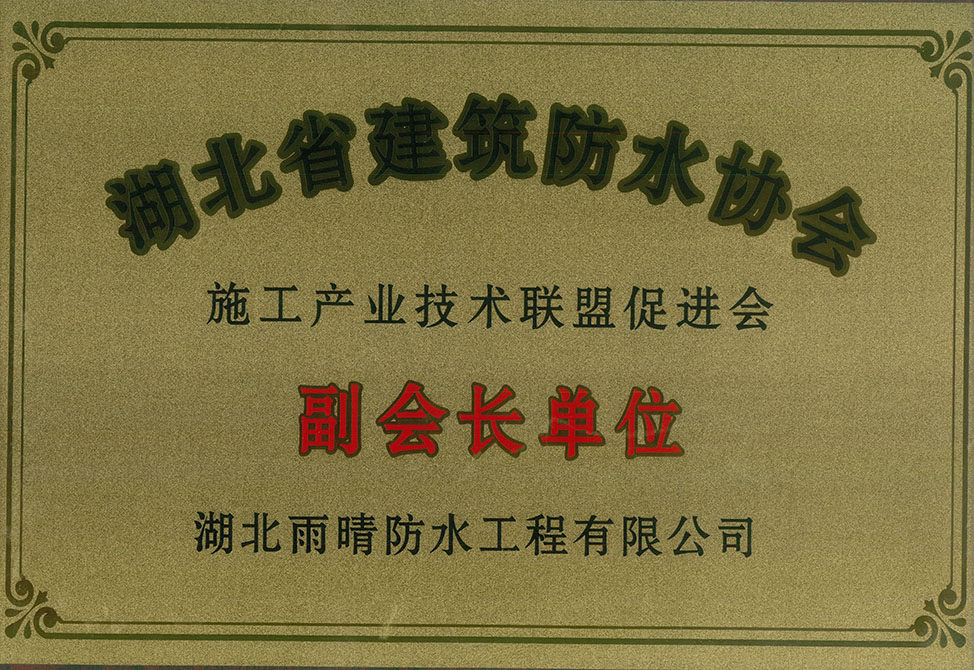 湖北省建筑防水协会
施工产业技术联盟促进会
副会长单位
湖北雨晴防水工程有限公司